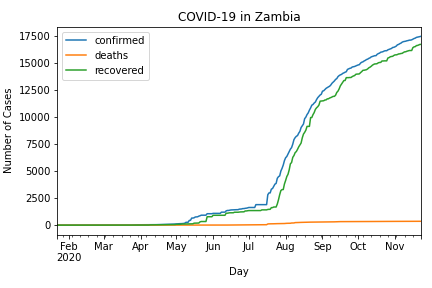 COVID-19 in Zambia
confirmed
deaths
recovered
Number of Cases
17500
15000
12500
10000
7500
5000
2500
0
Feb Mar Apr May Jun Jul Aug Sep Oct Nov
2020
Day